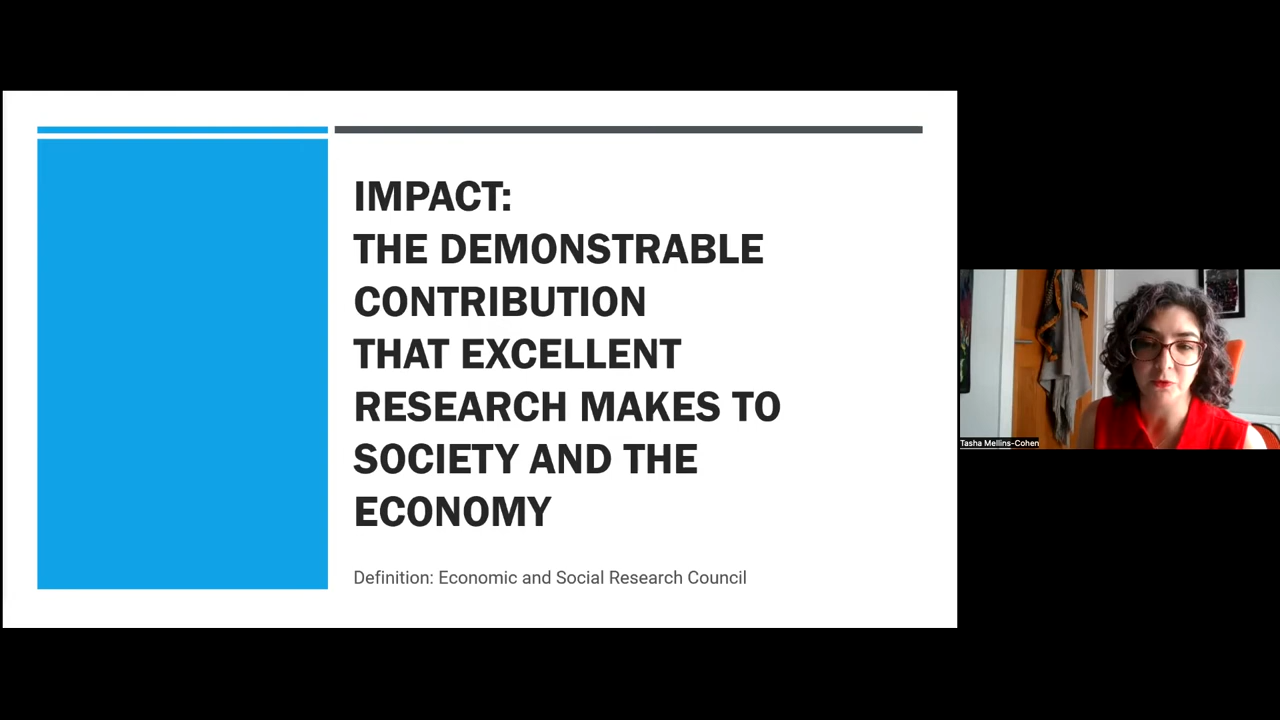 IMPACT:
THE DEMONSTRABLE
CONTRIBUTION
THAT EXCELLENT
RESEARCH MAKES TO
SOCIETY AND THE
ECONOMY
Definition: Economic and Social Research Council
Tasha Mellins-Cohen